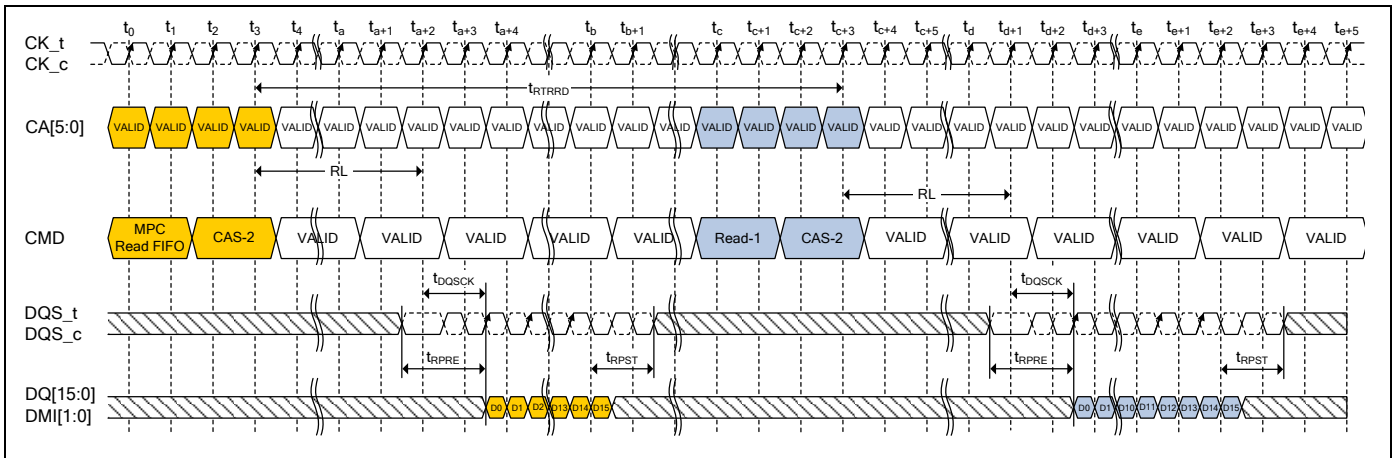 t0 t1 t2 t3 t4 ta ta+1 ta+2 ta+3 ta+4 tb tb+1 tc tc+1 tc+2 tc+3 tc+4 tc+5 td td+1 td+2 td+3 te te+1 te+2 te+3 te+4 te+5
CK_t
CK_c
tRTRRD
CA[5:0] VALID VALID VALID VALID VALID VALID VALID VALID VALID VALID VALID VALID VALID VALID VALID VALID VALID VALID VALID VALID VALID VALID VALID VALID VALID VALID VALID VALID VALID VALID
RL RL
CMD MPC Read FIFO CAS-2 VALID VALID VALID VALID VALID Read-1 CAS-2 VALID VALID VALID VALID VALID VALID
tDQSCK tDQSCK
DQS_t
DQS_c
tRPRE tRPST tRPRE tRPST
DQ[15:0] D0 D1 D2 D13 D14 D15 D0 D1 D10 D11 D12 D13 D14 D15
DMI[1:0]